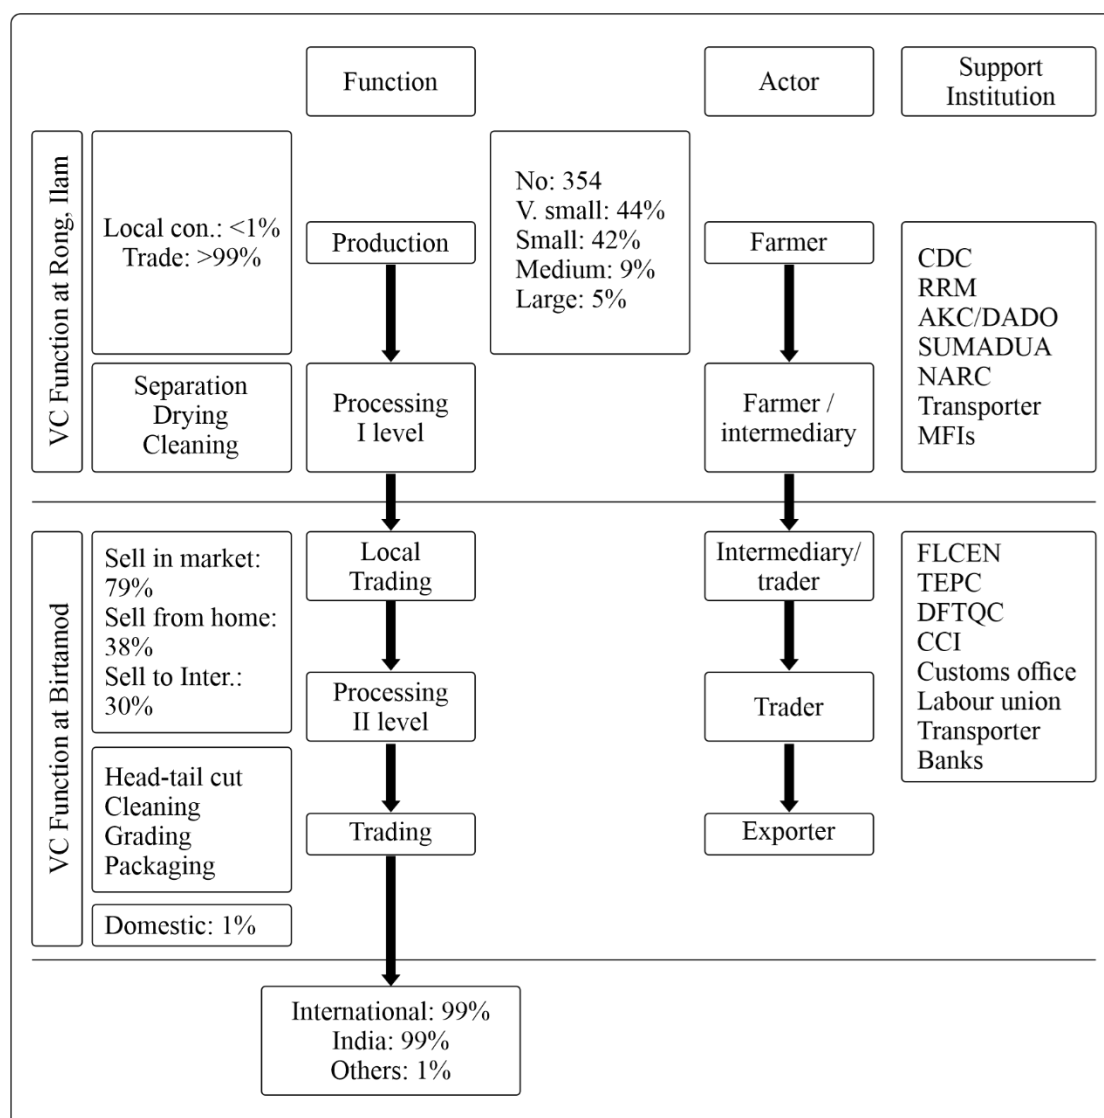 Function
Actor
Support
Institution
VC Function at Rong, Ilam
Local con.: <1%
Trade: >99%
Production
No: 354
V. small: 44%
Small: 42%
Medium: 9%
Large: 5%
Farmer
CDC
RRM
AKC/DADO
SUMADUA
NARC
Transporter
MFIs
Separation
Drying
Cleaning
Processing
I level
Farmer /
intermediary
VC Function at Birtamod
Sell in market:
79%
Sell from home:
38%
Sell to Inter.:
30%
Local
Trading
Intermediary/
trader
FLCEN
TEPC
DFTQC
CCI
Customs office
Labour union
Transporter
Banks
Processing
II level
Trader
Head-tail cut
Cleaning
Grading
Packaging
Trading
Exporter
Domestic: 1%
International: 99%
India: 99%
Others: 1%